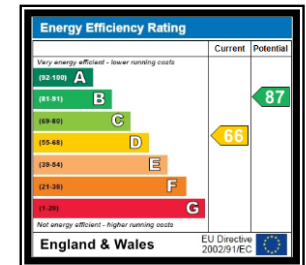 Energy Efficiency Rating
Current Potential
Very energy efficient - lower running costs
(92-100) A
(81-91) B
87
(69-80) C
(55-68) D
66
(39-54) E
(21-38) F
(1-20) G
Not energy efficient - higher running costs
England & Wales
EU Directive
2002/91/EC